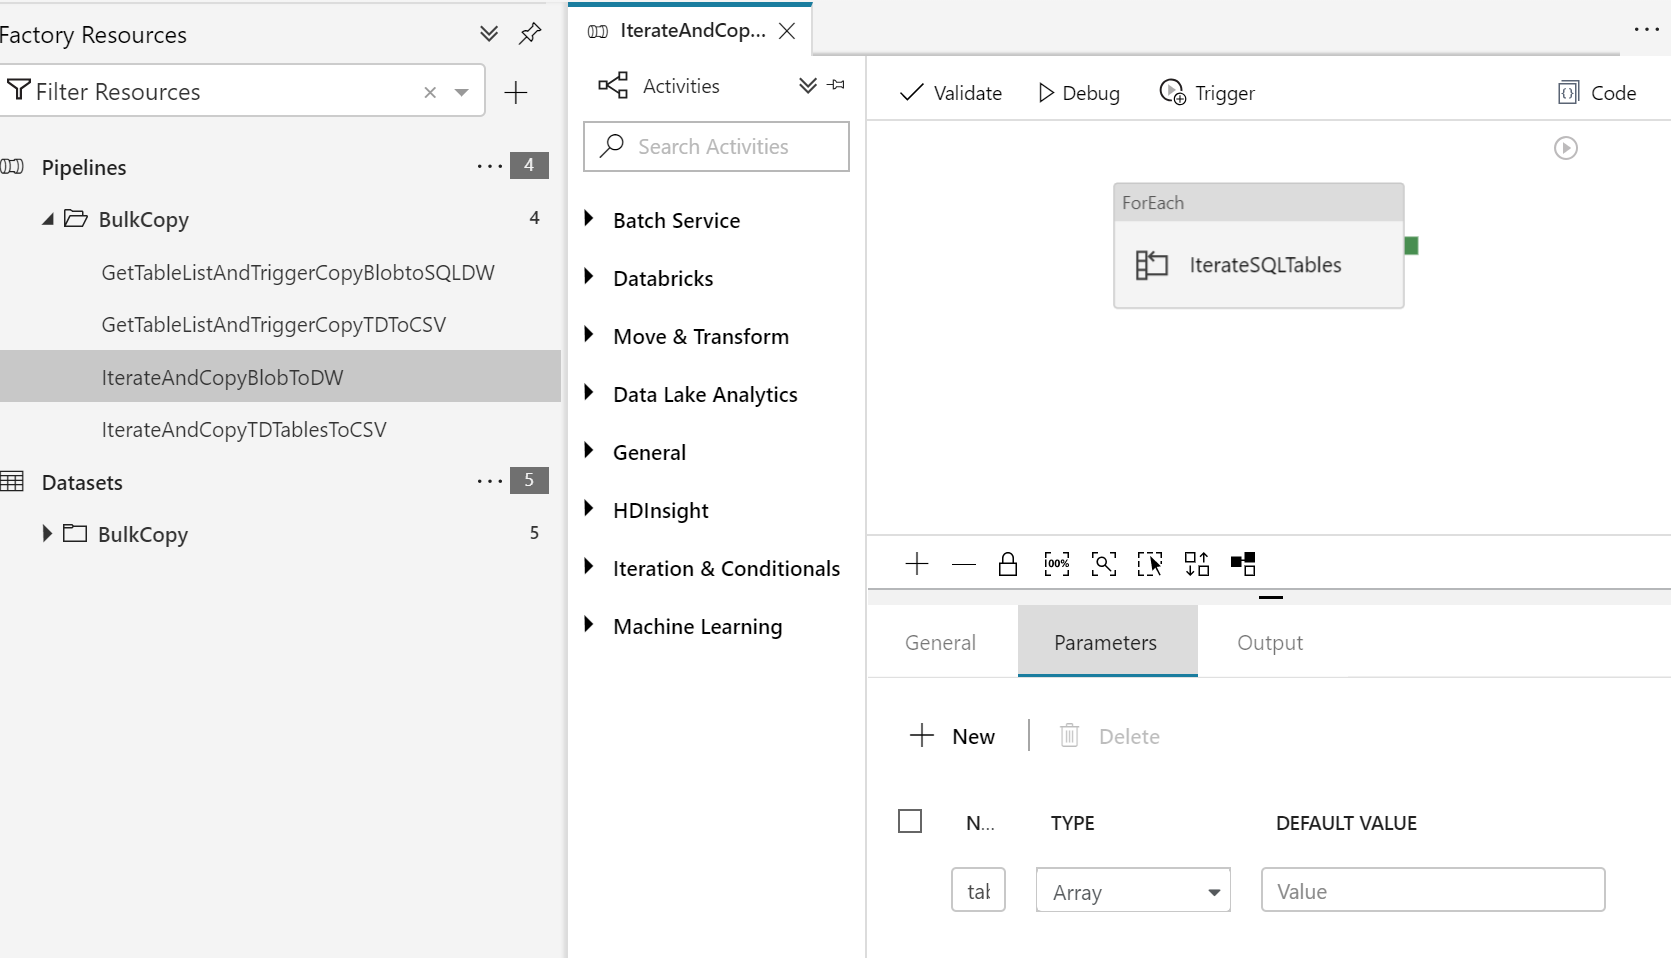 Factory Resources
Filter Resources
Pipelines
4
BulkCopy
4
GetTableListAndTriggerCopyBlobtoSQLDW
GetTableListAndTriggerCopyTDToCSV
IterateAndCopyBlobToDW
IterateAndCopyTDTablesToCSV
Datasets
5
BulkCopy
5
IterateAndCop...
Activities
Search Activities
Batch Service
Databricks
Move & Transform
Data Lake Analytics
General
HDInsight
Iteration & Conditionals
Machine Learning
Validate
Debug
Trigger
Code
ForEach
IterateSQLTables
100%
General
Parameters
Output
New
Delete
N...
TYPE
DEFAULT VALUE
tab
Array
Value